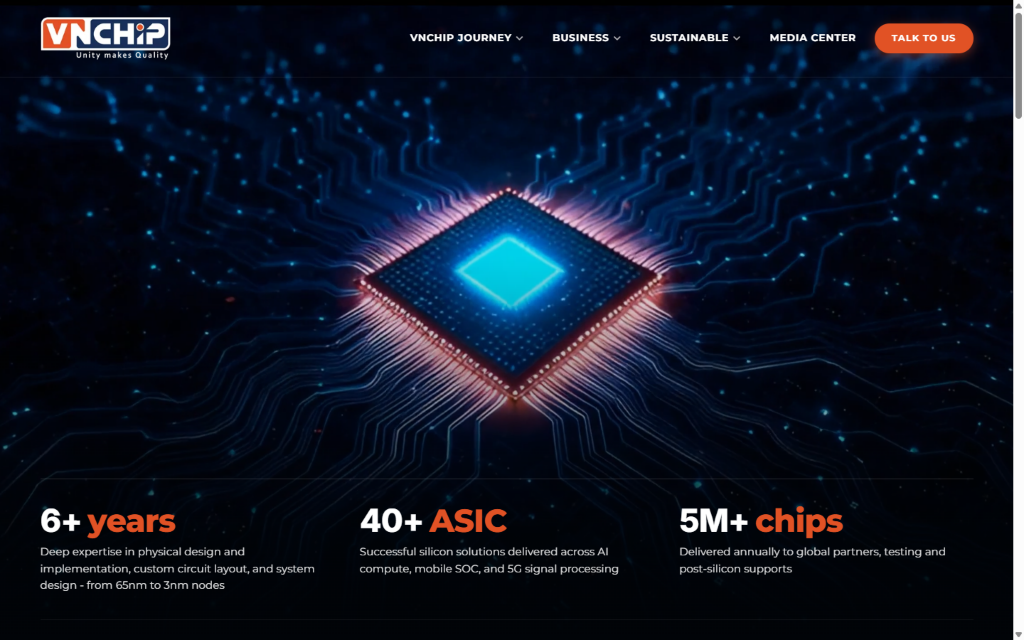 VNCHIP
Unity makes Quality
VNCHIP JOURNEY
BUSINESS
SUSTAINABLE
MEDIA CENTER
TALK TO US
6+ years
Deep expertise in physical design and
implementation, custom circuit layout, and system
design - from 65nm to 3nm nodes
40+ ASIC
Successful silicon solutions delivered across AI
compute, mobile SOC, and 5G signal processing
5M+ chips
Delivered annually to global partners, testing and
post-silicon supports